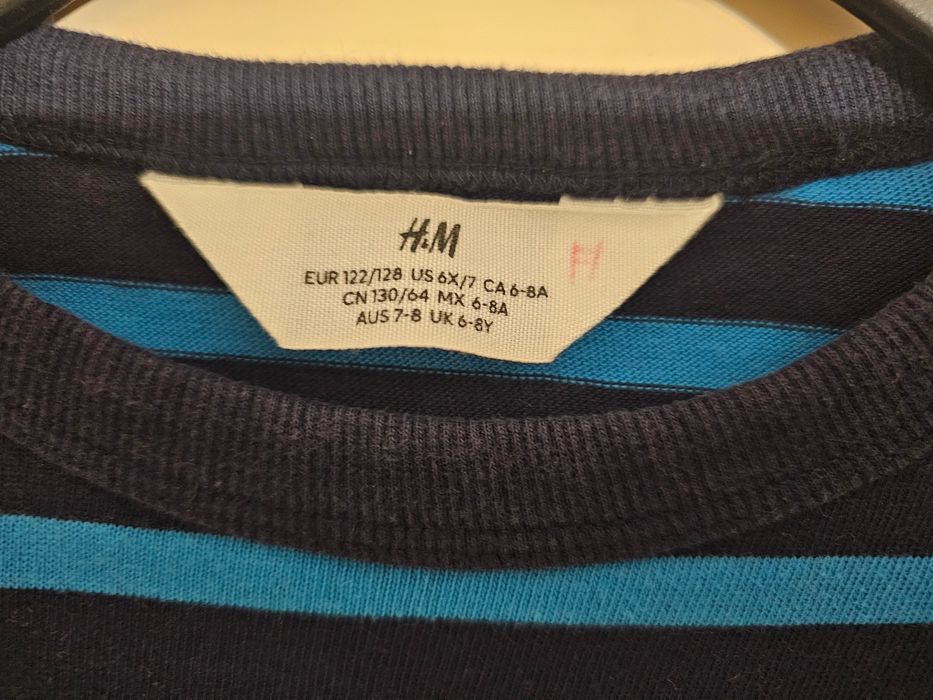 H&M
H
EUR 122/128 US 6X/7 CA 6-8A
CN 130/64 MX 6-8A
AUS 7-8 UK 6-8Y